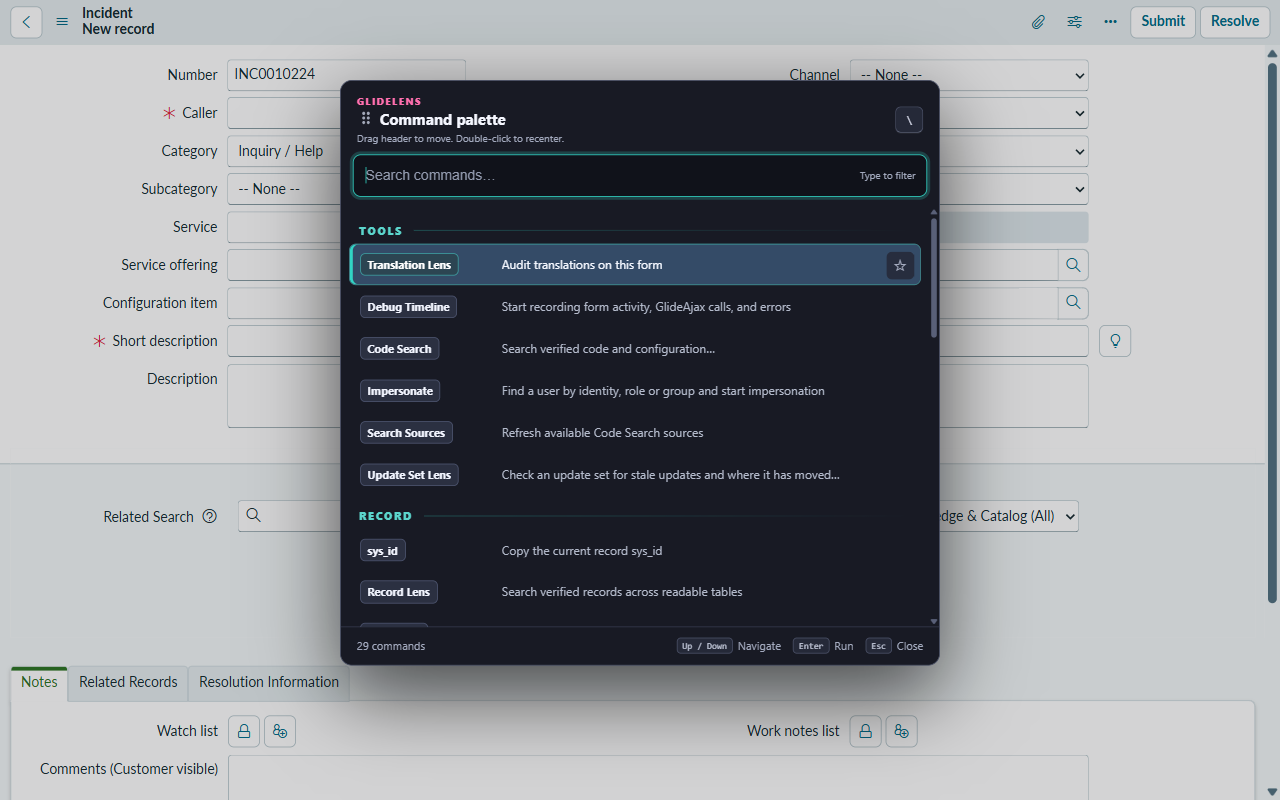 Incident
New record
Submit
Resolve
Number
INC0010224
Channel
-- None --
Caller
Category
Inquiry / Help
Subcategory
-- None --
Service
Service offering
Configuration item
Short description
Description
Related Search
edge & Catalog (All)
GLIDELENS
Command palette
\
Drag header to move. Double-click to recenter.
Search commands...
Type to filter
TOOLS
Translation Lens
Audit translations on this form
Debug Timeline
Start recording form activity, GlideAjax calls, and errors
Code Search
Search verified code and configuration...
Impersonate
Find a user by identity, role or group and start impersonation
Search Sources
Refresh available Code Search sources
Update Set Lens
Check an update set for stale updates and where it has moved...
RECORD
sys_id
Copy the current record sys_id
Record Lens
Search verified records across readable tables
29 commands
Up / Down Navigate
Enter Run
Esc Close
Notes
Related Records
Resolution Information
Watch list
Work notes list
Comments (Customer visible)